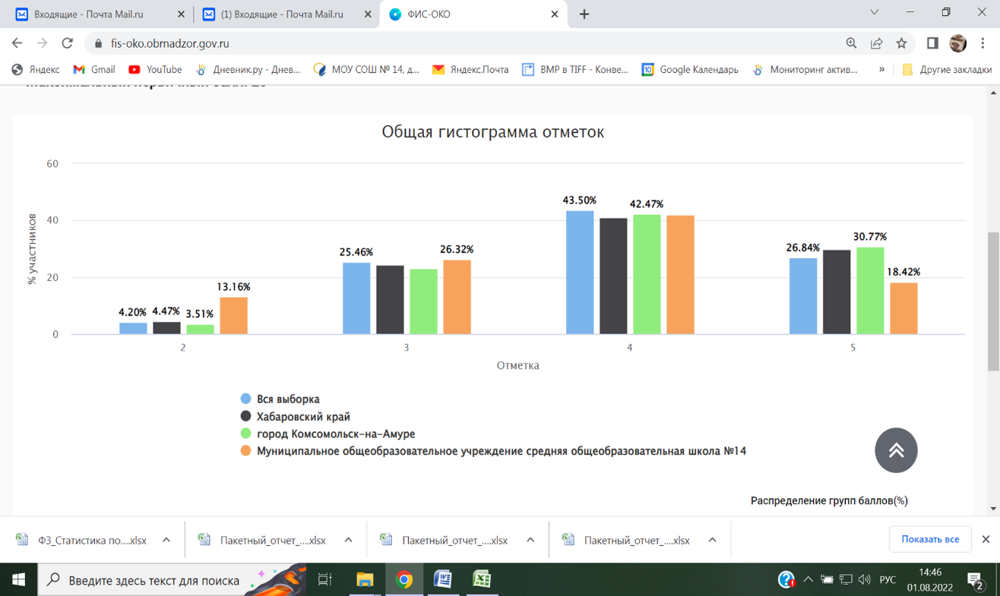 Входящие - Почта Mail.ru
(1) Входящие - Почта Mail.ru
ФИС-ОКО
fis-oko.obrnadzor.gov.ru
Яндекс
Gmail
YouTube
Дневник.ру - Днев...
МОУ СОШ № 14, д...
Яндекс.Почта
BMP в TIFF - Конве...
10
Google Календарь
Мониторинг актив...
»
Другие закладки
Общая гистограмма отметок
% участников
60
40
20
0
4.20%
4.47%
3.51%
13.16%
25.46%
26.32%
43.50%
42.47%
26.84%
30.77%
18.42%
2
3
4
5
Отметка
Вся выборка
Хабаровский край
город Комсомольск-на-Амуре
Муниципальное общеобразовательное учреждение средняя общеобразовательная школа №14
Распределение групп баллов(%)
ФЗ_Статистика по....xlsx
Пакетный_отчет_....xlsx
Пакетный_отчет_....xlsx
Пакетный_отчет_....xlsx
Показать все
Введите здесь текст для поиска
РУС
14:46
01.08.2022
2